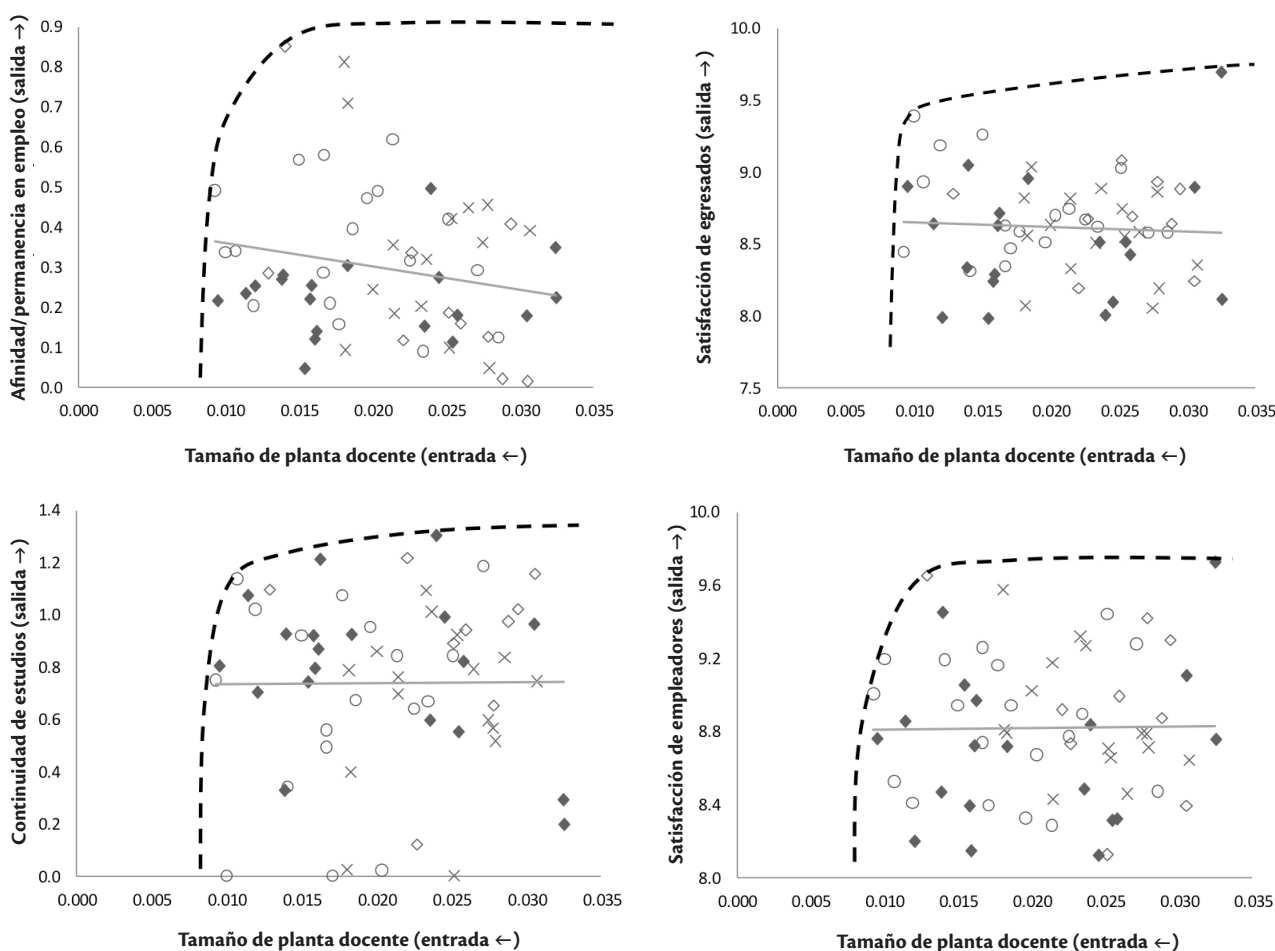 Afinidad/permanencia en empleo (salida →)
0.9
0.8
0.7
0.6
0.5
0.4
0.3
0.2
0.1
0.0
0.000 0.005 0.010 0.015 0.020 0.025 0.030 0.035
Tamaño de planta docente (entrada ←)
Satisfacción de egresados (salida →)
10.0
9.5
9.0
8.5
8.0
7.5
0.000 0.005 0.010 0.015 0.020 0.025 0.030 0.035
Tamaño de planta docente (entrada ←)
Continuidad de estudios (salida →)
1.4
1.2
1.0
0.8
0.6
0.4
0.2
0.0
0.000 0.005 0.010 0.015 0.020 0.025 0.030 0.035
Tamaño de planta docente (entrada ←)
Satisfacción de empleadores (salida →)
10.0
9.6
9.2
8.8
8.4
8.0
0.000 0.005 0.010 0.015 0.020 0.025 0.030 0.035
Tamaño de planta docente (entrada ←)